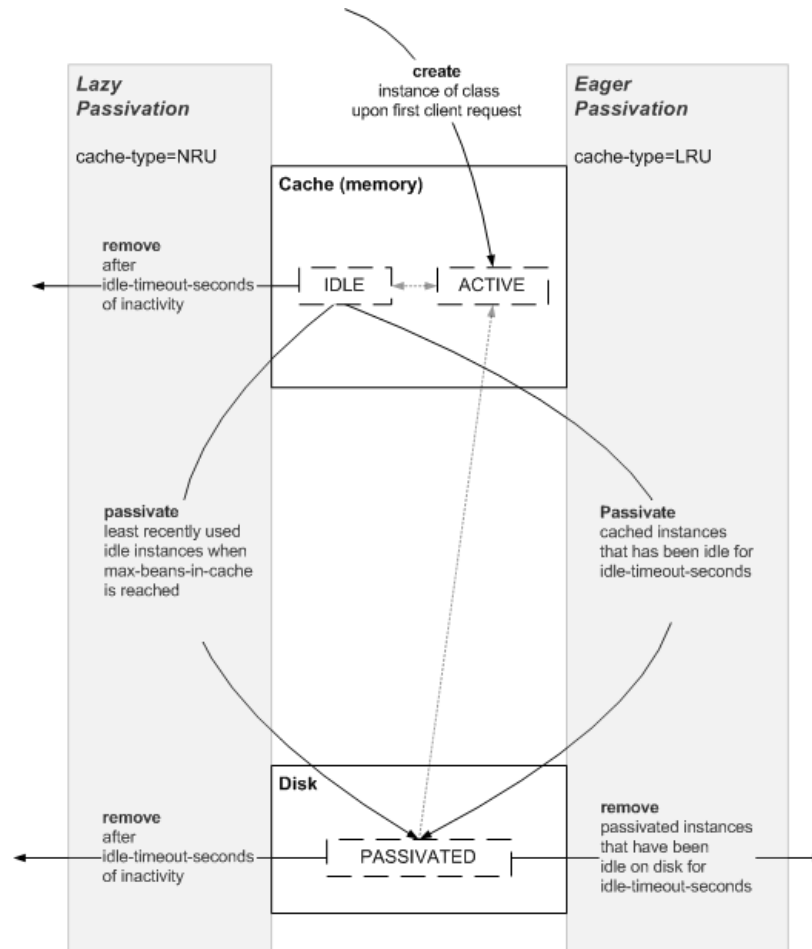 create
instance of class
upon first client request
Lazy
Passivation
cache-type=NRU
Eager
Passivation
cache-type=LRU
Cache (memory)
remove
after
idle-timeout-seconds
of inactivity
IDLE
ACTIVE
passivate
least recently used
idle instances when
max-beans-in-cache
is reached
Passivate
cached instances
that has been idle for
idle-timeout-seconds
Disk
remove
after
idle-timeout-seconds
of inactivity
PASSIVATED
remove
passivated instances
that have been
idle on disk for
idle-timeout-seconds